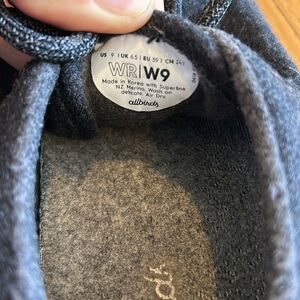 US 9 | UK 6.5 | EU 39 | CM
WR|W9
Made in Korea with Superfine
NZ Merino. Wash on
delicate, Air Dry.
allbirds